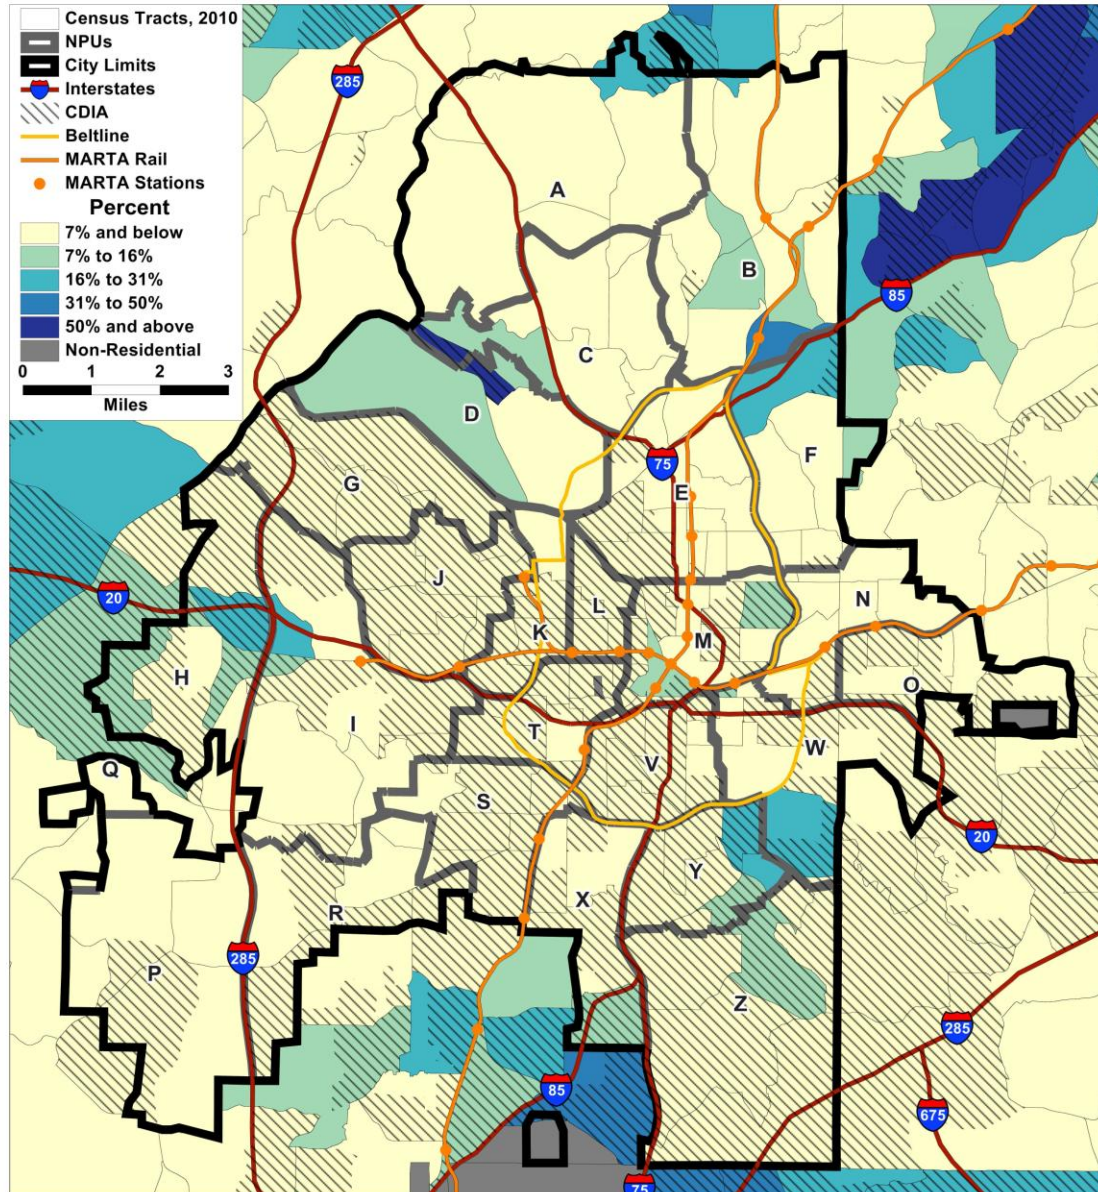 Census Tracts, 2010
NPUs
City Limits
Interstates
CDIA
Beltline
MARTA Rail
MARTA Stations
Percent
7% and below
7% to 16%
16% to 31%
31% to 50%
50% and above
Non-Residential
0 1 2 3
Miles
285
A
B
85
C
D
75
F
G
E
J
20
L
N
K
M
H
O
I
T
W
Q
V
S
20
Y
X
R
285
P
Z
285
85
675
75